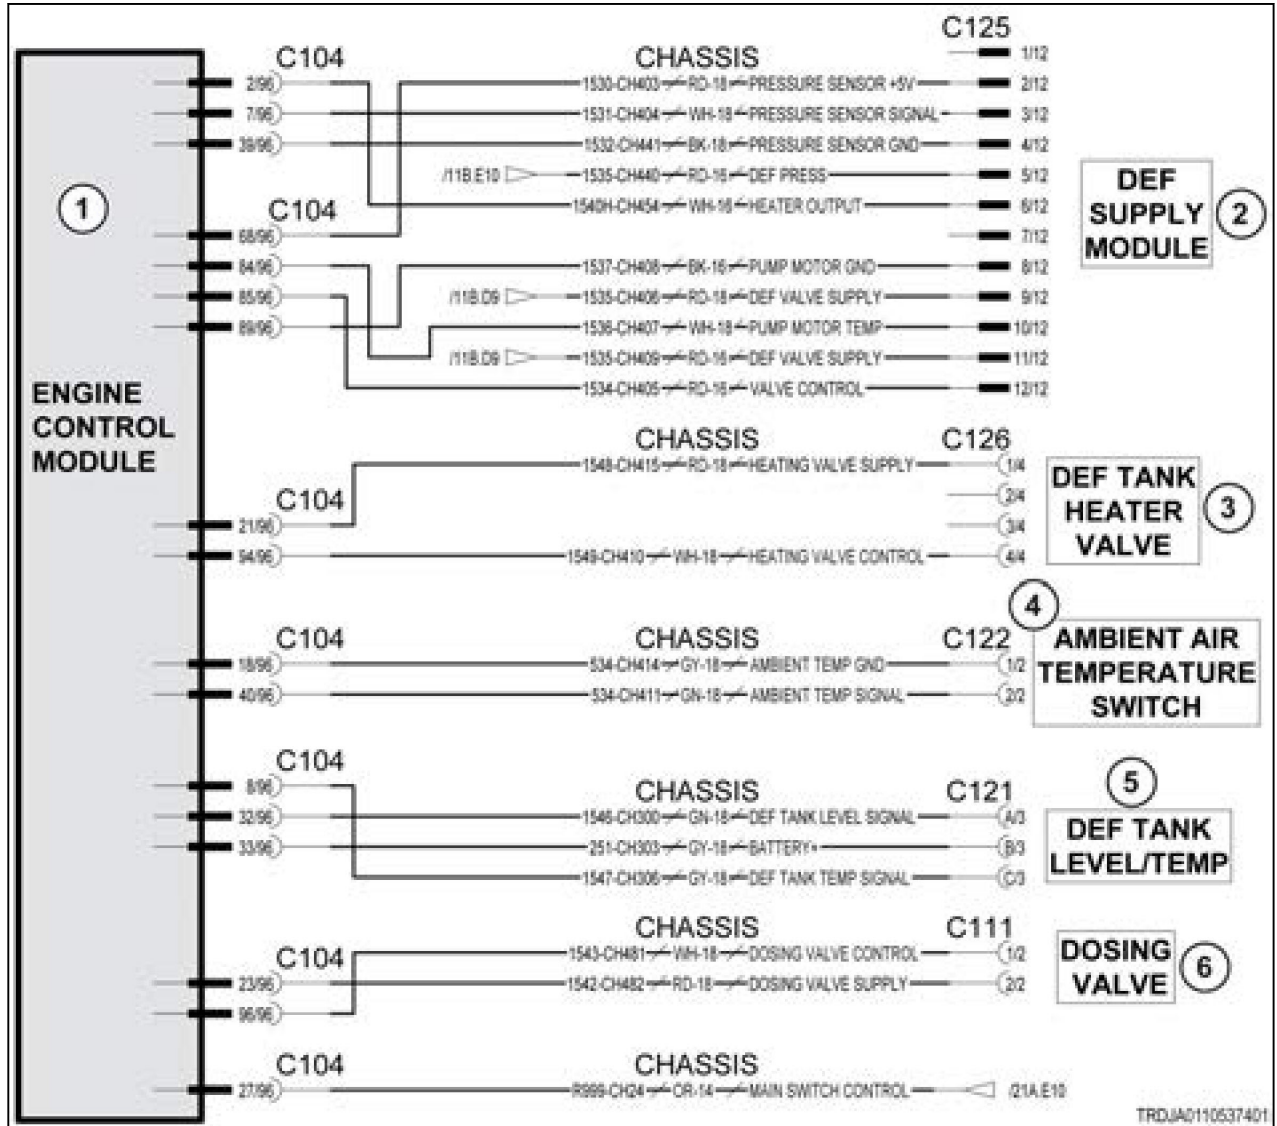 C125
C104 CHASSIS 1/12
2/96 1530-CH403 RD-18 PRESSURE SENSOR +5V 2/12
7/96 1531-CH404 WH-18 PRESSURE SENSOR SIGNAL 3/12
39/96 1532-CH441 BK-18 PRESSURE SENSOR GND 4/12
/11B.E10 1535-CH440 RD-16 DEF PRESS 5/12
1540H-CH454 WH-16 HEATER OUTPUT 6/12
DEF
SUPPLY
MODULE
2
1
C104
68/96 7/12
84/96 1537-CH408 BK-16 PUMP MOTOR GND 8/12
85/96 /11B.D9 1535-CH406 RD-18 DEF VALVE SUPPLY 9/12
89/96 1536-CH407 WH-18 PUMP MOTOR TEMP 10/12
/11B.D9 1535-CH409 RD-16 DEF VALVE SUPPLY 11/12
1534-CH405 RD-16 VALVE CONTROL 12/12
ENGINE
CONTROL
MODULE
CHASSIS C126
1548-CH415 RD-18 HEATING VALVE SUPPLY 1/4
C104 2/4
21/96 3/4
94/96 1549-CH410 WH-18 HEATING VALVE CONTROL 4/4
DEF TANK
HEATER
VALVE
3
4
C104 CHASSIS C122
18/96 534-CH414 GY-18 AMBIENT TEMP GND 1/2
40/96 534-CH411 GN-18 AMBIENT TEMP SIGNAL 2/2
AMBIENT AIR
TEMPERATURE
SWITCH
C104
8/96 CHASSIS C121
32/96 1546-CH300 GN-18 DEF TANK LEVEL SIGNAL A/3
33/96 251-CH303 GY-18 BATTERY+ B/3
1547-CH306 GY-18 DEF TANK TEMP SIGNAL C/3
5
DEF TANK
LEVEL/TEMP
CHASSIS C111
C104 1543-CH481 WH-18 DOSING VALVE CONTROL 1/2
23/96 1542-CH482 RD-18 DOSING VALVE SUPPLY 2/2
96/96
DOSING
VALVE
6
C104 CHASSIS
27/96 R999-CH24 OR-14 MAIN SWITCH CONTROL /21A.E10
TRDJA0110537401